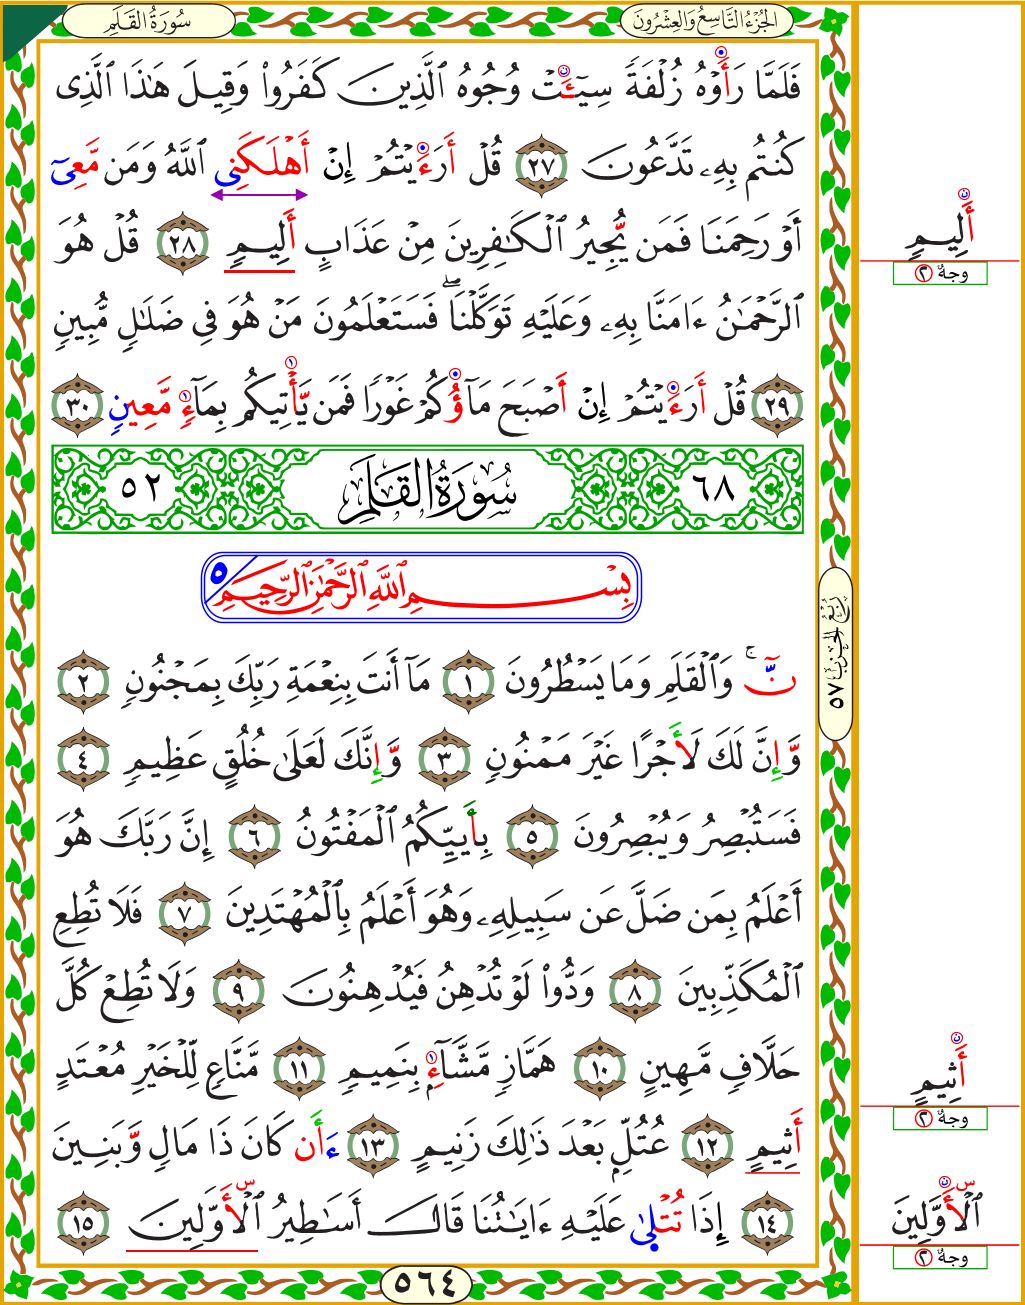 سُورَةُ القَلَمِ
الجُزْءُ التَّاسِعُ وَالعِشْرُونَ
فَلَمَّا رَأَوْهُ زُلْفَةً سِيٓـَٔتْ وُجُوهُ ٱلَّذِينَ كَفَرُوا۟ وَقِيلَ هَـٰذَا ٱلَّذِى
كُنتُم بِهِۦ تَدَّعُونَ ٢٧ قُلْ أَرَءَيْتُمْ إِنْ أَهْلَكَنِى ٱللَّهُ وَمَن مَّعِىَ
أَوْ رَحِمَنَا فَمَن يُجِيرُ ٱلْكَـٰفِرِينَ مِنْ عَذَابٍ أَلِيمٍ ٢٨ قُلْ هُوَ
ٱلرَّحْمَـٰنُ ءَامَنَّا بِهِۦ وَعَلَيْهِ تَوَكَّلْنَا ۖ فَسَتَعْلَمُونَ مَنْ هُوَ فِى ضَلَـٰلٍ مُّبِينٍ
٢٩ قُلْ أَرَءَيْتُمْ إِنْ أَصْبَحَ مَآؤُكُمْ غَوْرًا فَمَن يَأْتِيكُم بِمَآءٍ مَّعِينٍ ٣٠
٦٨ سُورَةُ القَلَمِ ٥٢
بِسْمِ ٱللَّهِ ٱلرَّحْمَـٰنِ ٱلرَّحِيمِ ٥
نٓ ۚ وَٱلْقَلَمِ وَمَا يَسْطُرُونَ ١ مَآ أَنتَ بِنِعْمَةِ رَبِّكَ بِمَجْنُونٍ ٢
وَإِنَّ لَكَ لَأَجْرًا غَيْرَ مَمْنُونٍ ٣ وَإِنَّكَ لَعَلَىٰ خُلُقٍ عَظِيمٍ ٤
فَسَتُبْصِرُ وَيُبْصِرُونَ ٥ بِأَييِّكُمُ ٱلْمَفْتُونُ ٦ إِنَّ رَبَّكَ هُوَ
أَعْلَمُ بِمَن ضَلَّ عَن سَبِيلِهِۦ وَهُوَ أَعْلَمُ بِٱلْمُهْتَدِينَ ٧ فَلَا تُطِعِ
ٱلْمُكَذِّبِينَ ٨ وَدُّوا۟ لَوْ تُدْهِنُ فَيُدْهِنُونَ ٩ وَلَا تُطِعْ كُلَّ
حَلَّافٍ مَّهِينٍ ١٠ هَمَّازٍ مَّشَّآءٍ بِنَمِيمٍ ١١ مَّنَّاعٍ لِّلْخَيْرِ مُعْتَدٍ
أَثِيمٍ ١٢ عُتُلٍّ بَعْدَ ذَٰلِكَ زَنِيمٍ ١٣ ءَأَن كَانَ ذَا مَالٍ وَبَنِينَ
١٤ إِذَا تُتْلَىٰ عَلَيْهِ ءَايَـٰتُنَا قَالَ أَسَـٰطِيرُ ٱلْأَوَّلِينَ ١٥
٥٦٤
رُبْعُ الحِزْبِ ٥٧
أَلِيمٍ
وجهٌ ٢
أَثِيمٍ
وجهٌ ٢
ٱلْأَوَّلِينَ
وجهٌ ٢